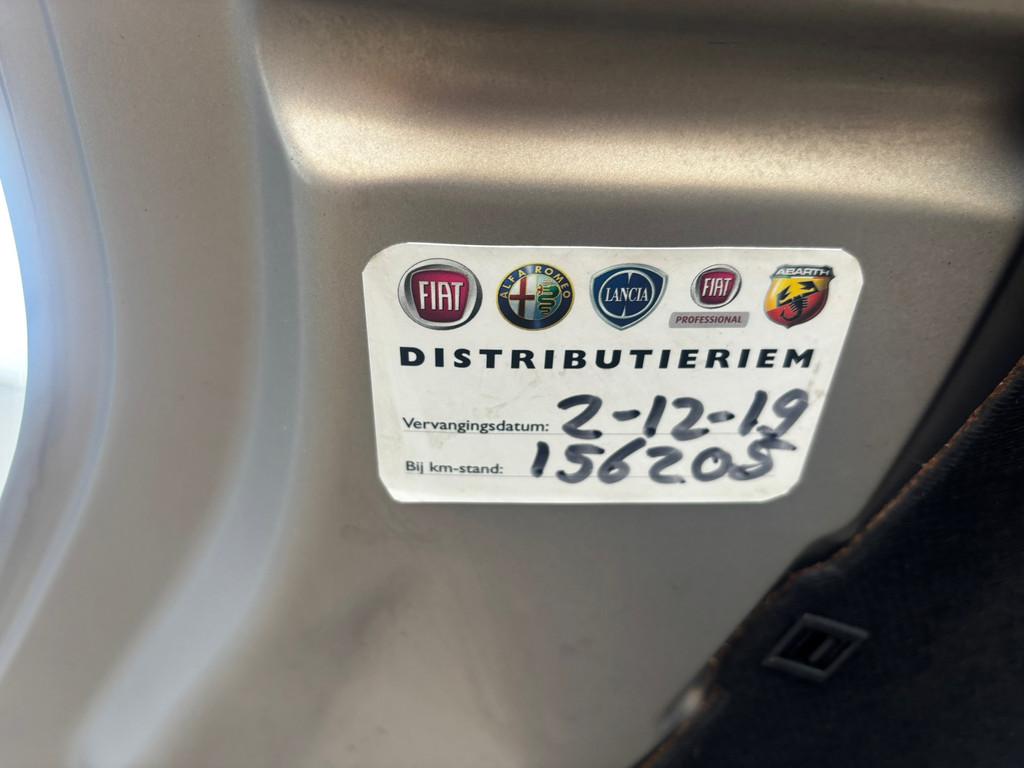 FIAT ALFA ROMEO LANCIA FIAT ABARTH
PROFESSIONAL
DISTRIBUTIERIEM
Vervangingsdatum: 2-12-19
Bij km-stand: 156205